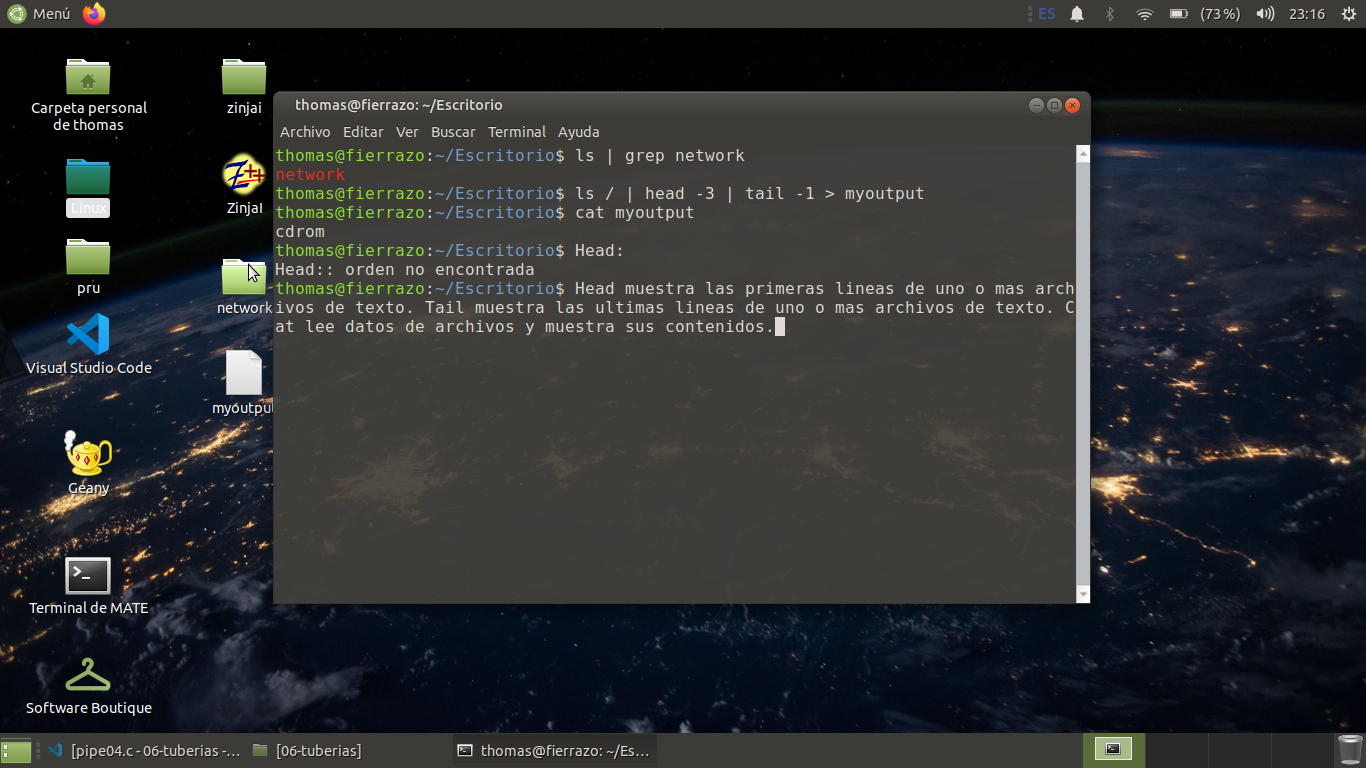 Menú
ES
(73 %)
23:16
Carpeta personal
de thomas
zinjai
Linux
ZinjaI
pru
network
Visual Studio Code
myoutput
Geany
Terminal de MATE
Software Boutique
thomas@fierrazo: ~/Escritorio
Archivo Editar Ver Buscar Terminal Ayuda
thomas@fierrazo:~/Escritorio$ ls | grep network
network
thomas@fierrazo:~/Escritorio$ ls / | head -3 | tail -1 > myoutput
thomas@fierrazo:~/Escritorio$ cat myoutput
cdrom
thomas@fierrazo:~/Escritorio$ Head:
Head:: orden no encontrada
thomas@fierrazo:~/Escritorio$ Head muestra las primeras lineas de uno o mas arch
ivos de texto. Tail muestra las ultimas lineas de uno o mas archivos de texto. C
at lee datos de archivos y muestra sus contenidos.
[pipe04.c - 06-tuberias -...
[06-tuberias]
thomas@fierrazo: ~/Es...